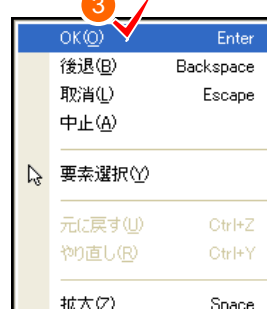 3
OK(O) Enter
後退(B) Backspace
取消(L) Escape
中止(A)
要素選択(Y)
元に戻す(U) Ctrl+Z
やり直し(R) Ctrl+Y
拡大(Z) Space